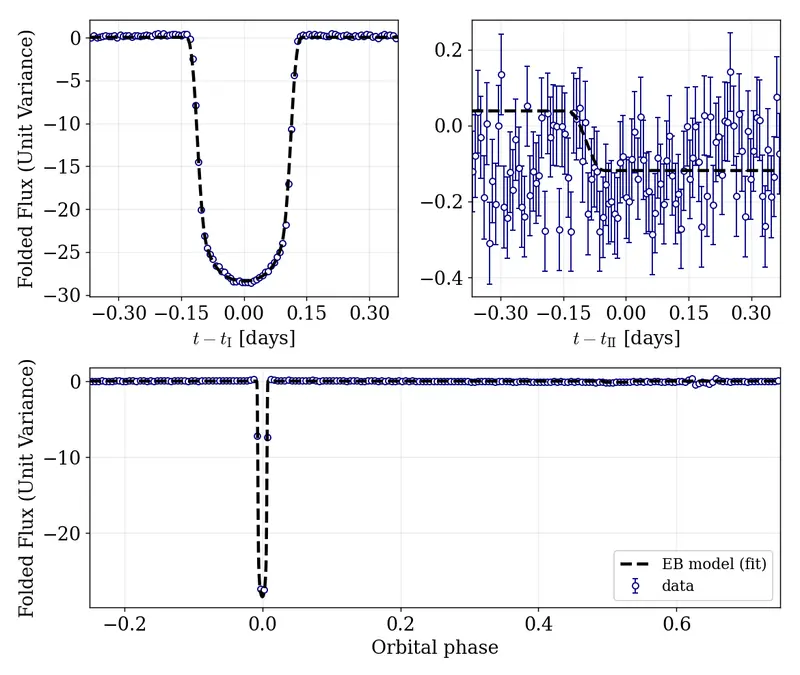 Folded Flux (Unit Variance)
0
−5
−10
−15
−20
−25
−30
−0.30 −0.15 0.00 0.15 0.30
t − tI [days]
0.2
0.0
−0.2
−0.4
−0.30 −0.15 0.00 0.15 0.30
t − tII [days]
Folded Flux (Unit Variance)
0
−10
−20
EB model (fit)
data
−0.2 0.0 0.2 0.4 0.6
Orbital phase